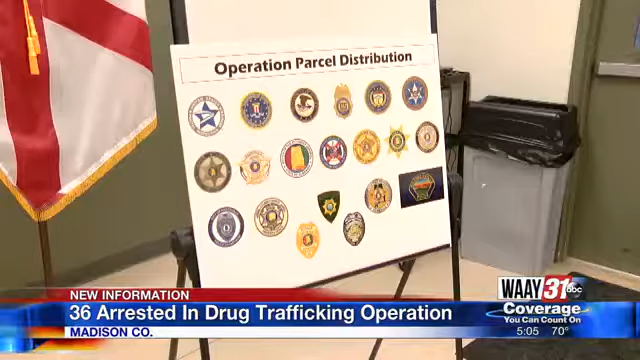 Operation Parcel Distribution
NEW INFORMATION
36 Arrested In Drug Trafficking Operation
MADISON CO.
WAAY 31 abc
Coverage
You Can Count On
5:05 70°